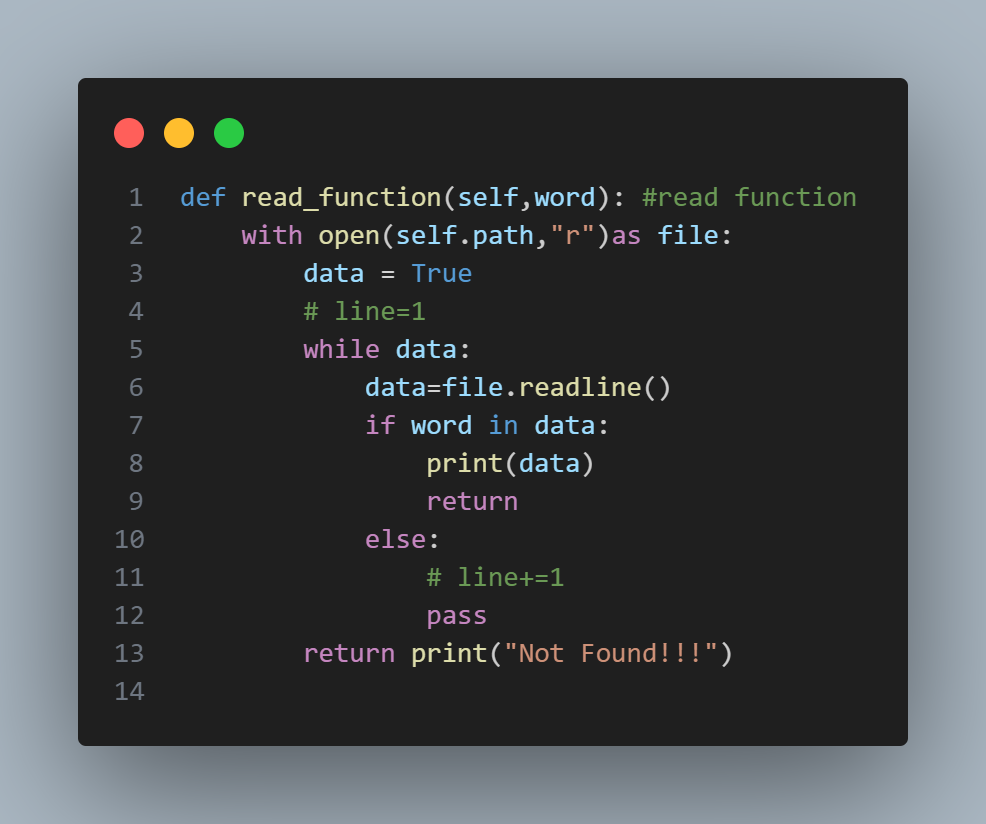 1 def read_function(self,word): #read function
2     with open(self.path,"r")as file:
3         data = True
4         # line=1
5         while data:
6             data=file.readline()
7             if word in data:
8                 print(data)
9                 return
10             else:
11                 # line+=1
12                 pass
13         return print("Not Found!!!")
14